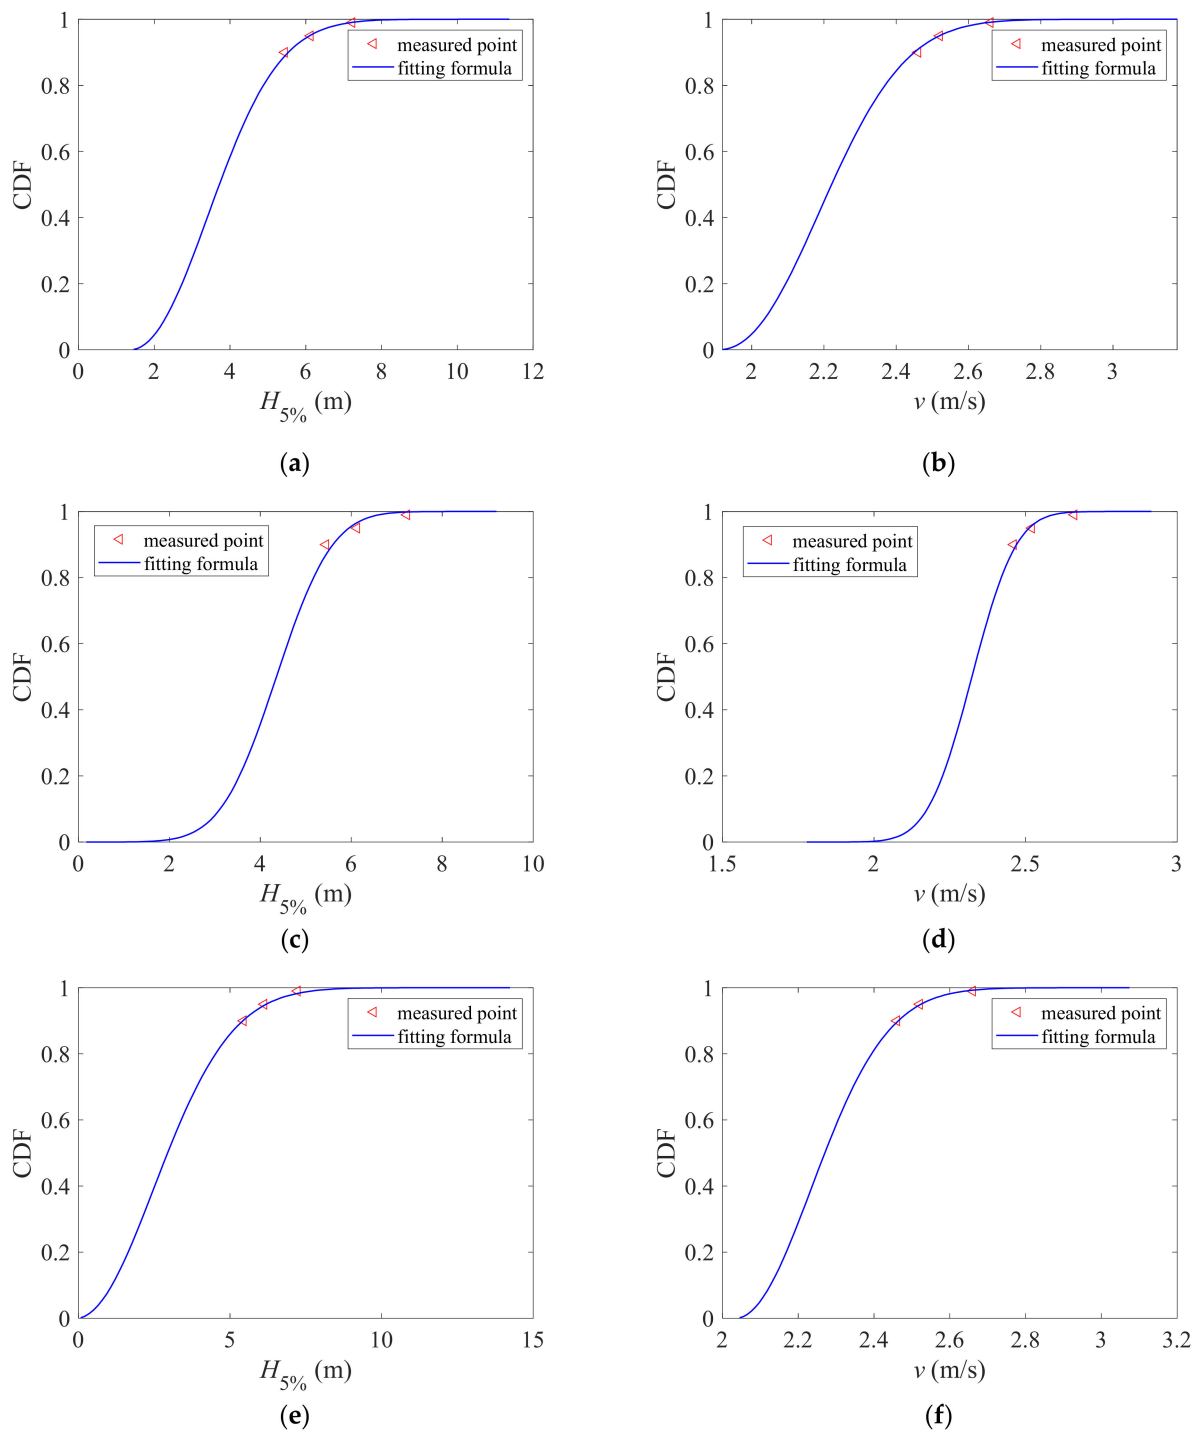 1
0.8
0.6
0.4
0.2
0
CDF
0 2 4 6 8 10 12
H5% (m)
measured point
fitting formula
(a)
1
0.8
0.6
0.4
0.2
0
CDF
2 2.2 2.4 2.6 2.8 3
v (m/s)
measured point
fitting formula
(b)
1
0.8
0.6
0.4
0.2
0
CDF
0 2 4 6 8 10
H5% (m)
measured point
fitting formula
(c)
1
0.8
0.6
0.4
0.2
0
CDF
1.5 2 2.5 3
v (m/s)
measured point
fitting formula
(d)
1
0.8
0.6
0.4
0.2
0
CDF
0 5 10 15
H5% (m)
measured point
fitting formula
(e)
1
0.8
0.6
0.4
0.2
0
CDF
2 2.2 2.4 2.6 2.8 3 3.2
v (m/s)
measured point
fitting formula
(f)